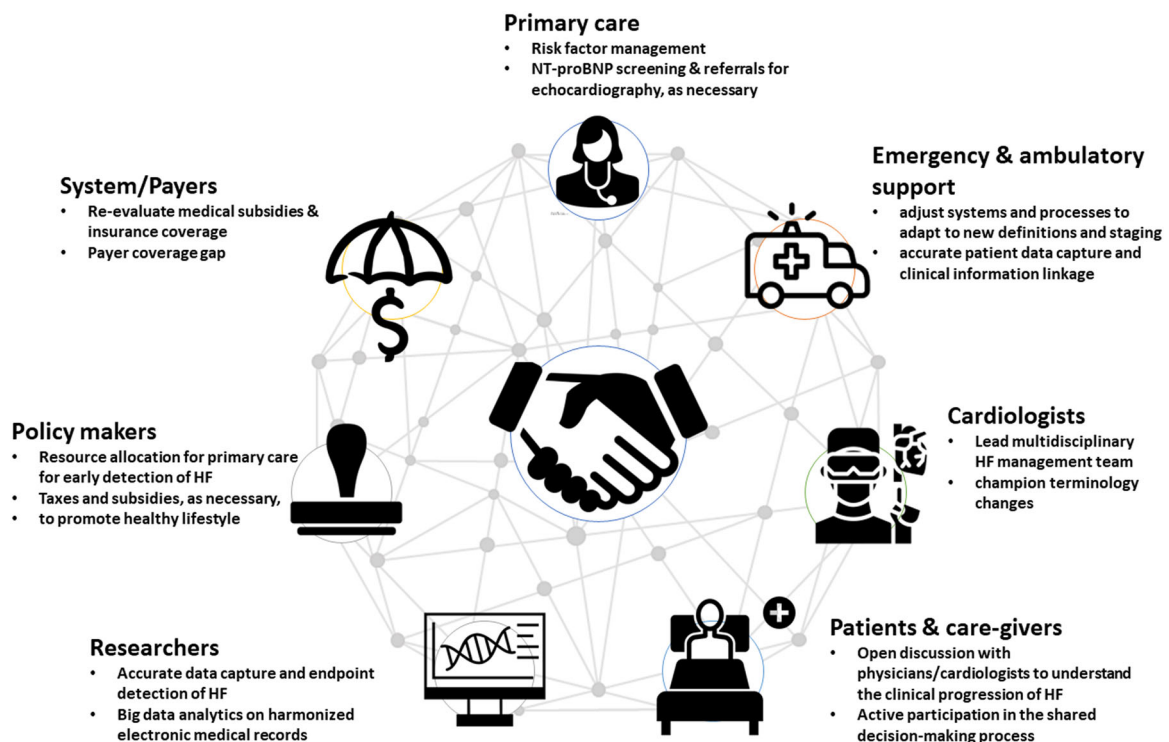 Primary care
• Risk factor management
• NT-proBNP screening & referrals for
echocardiography, as necessary
Emergency & ambulatory
support
• adjust systems and processes to
adapt to new definitions and staging
• accurate patient data capture and
clinical information linkage
System/Payers
• Re-evaluate medical subsidies &
insurance coverage
• Payer coverage gap
$
Cardiologists
• Lead multidisciplinary
HF management team
• champion terminology
changes
Policy makers
• Resource allocation for primary care
for early detection of HF
• Taxes and subsidies, as necessary,
• to promote healthy lifestyle
Patients & care-givers
• Open discussion with
physicians/cardiologists to understand
the clinical progression of HF
• Active participation in the shared
decision-making process
Researchers
• Accurate data capture and endpoint
detection of HF
• Big data analytics on harmonized
electronic medical records